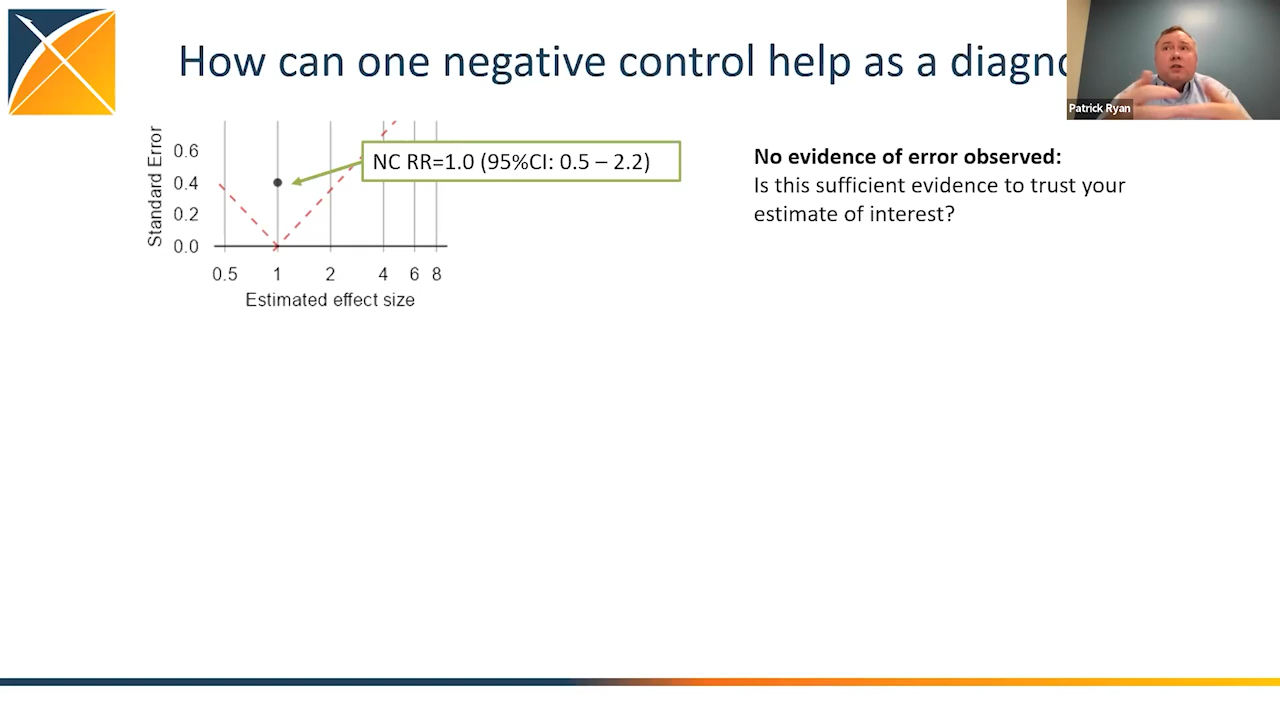 How can one negative control help as a
Patrick Ryan
NC RR=1.0 (95%CI: 0.5 – 2.2)
No evidence of error observed:
Is this sufficient evidence to trust your
estimate of interest?
Standard Error
0.6
0.4
0.2
0.0
0.5 1 2 4 6 8
Estimated effect size